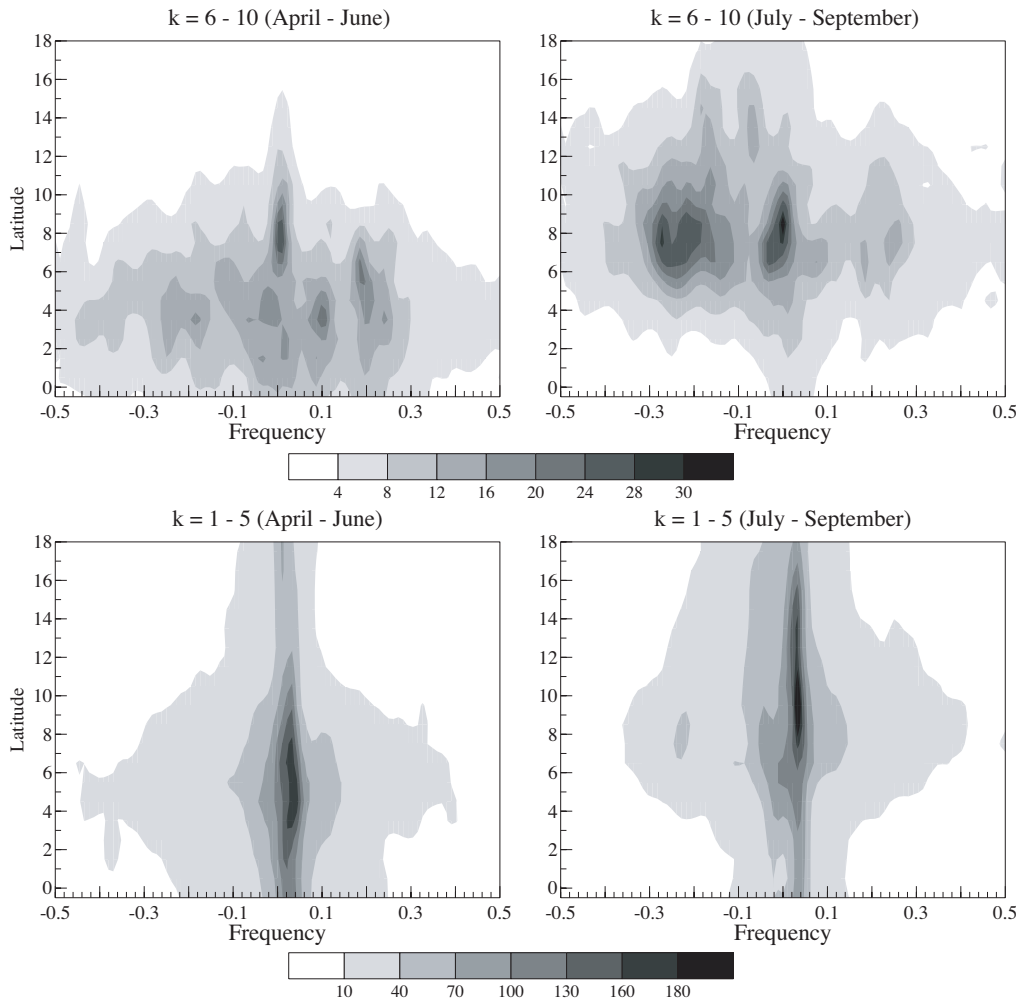 k = 6 - 10 (April - June)
k = 6 - 10 (July - September)
18
16
14
12
10
8
6
4
2
0
Latitude
-0.5 -0.3 -0.1 0.1 0.3 0.5
Frequency
18
16
14
12
10
8
6
4
2
0
-0.5 -0.3 -0.1 0.1 0.3 0.5
Frequency
4 8 12 16 20 24 28 30
k = 1 - 5 (April - June)
k = 1 - 5 (July - September)
18
16
14
12
10
8
6
4
2
0
Latitude
-0.5 -0.3 -0.1 0.1 0.3 0.5
Frequency
18
16
14
12
10
8
6
4
2
0
-0.5 -0.3 -0.1 0.1 0.3 0.5
Frequency
10 40 70 100 130 160 180